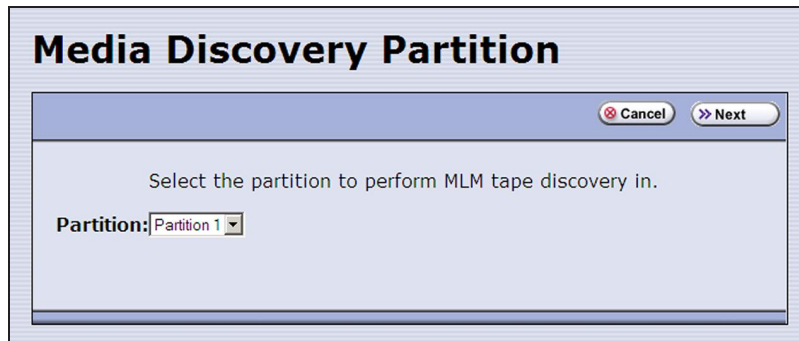 Media Discovery Partition
Cancel Next
Select the partition to perform MLM tape discovery in.
Partition: Partition 1